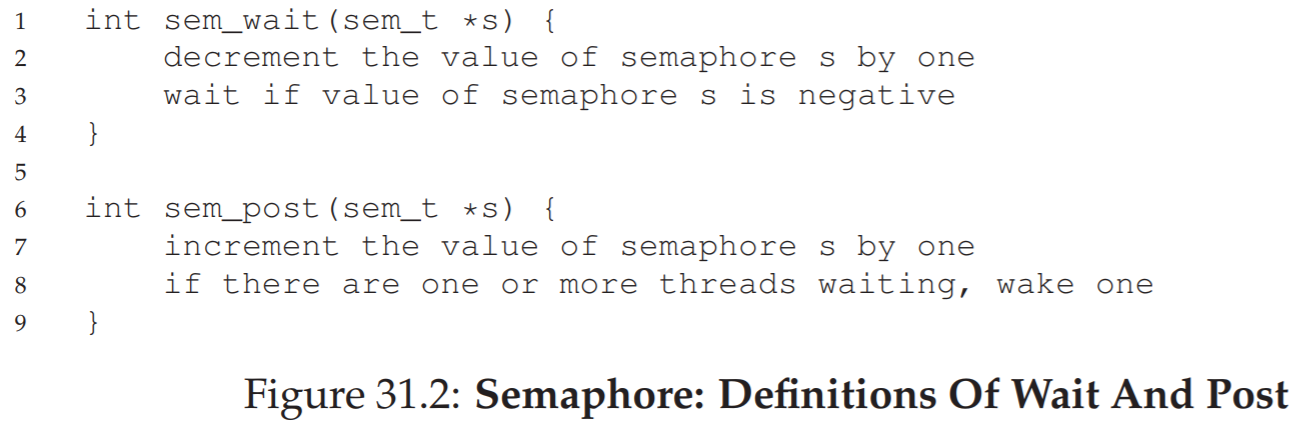 1 int sem_wait(sem_t *s) {
2 decrement the value of semaphore s by one
3 wait if value of semaphore s is negative
4 }
5
6 int sem_post(sem_t *s) {
7 increment the value of semaphore s by one
8 if there are one or more threads waiting, wake one
9 }
Figure 31.2: Semaphore: Definitions Of Wait And Post